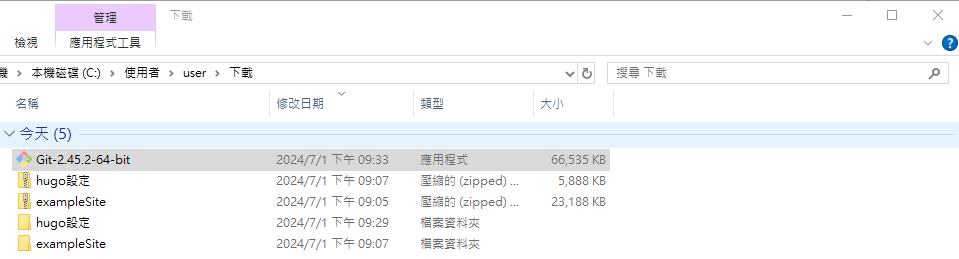 管理 下載
檢視 應用程式工具
機 > 本機磁碟 (C:) > 使用者 > user > 下載 搜尋 下載
名稱 修改日期 類型 大小
今天 (5)
Git-2.45.2-64-bit 2024/7/1 下午 09:33 應用程式 66,535 KB
hugo設定 2024/7/1 下午 09:07 壓縮的 (zipped) ... 5,888 KB
exampleSite 2024/7/1 下午 09:05 壓縮的 (zipped) ... 23,188 KB
hugo設定 2024/7/1 下午 09:29 檔案資料夾
exampleSite 2024/7/1 下午 09:07 檔案資料夾